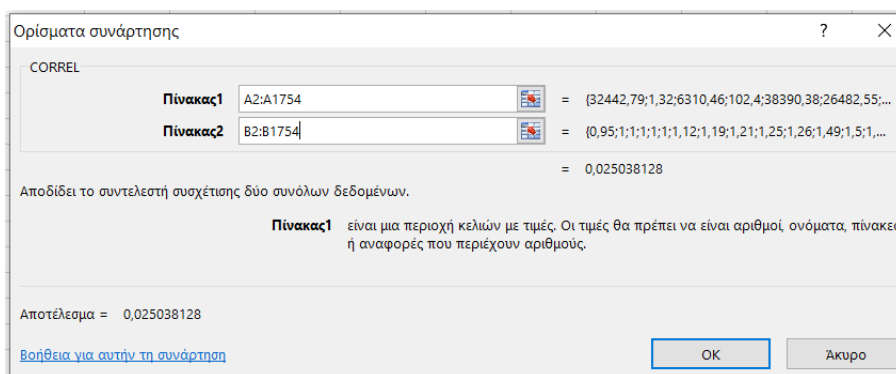 Ορίσματα συνάρτησης ?
CORREL
Πίνακας1 A2:A1754 = {32442,79;1,32;6310,46;102,4;38390,38;26482,55;...
Πίνακας2 B2:B1754 = {0,95;1;1;1;1;1,12;1,19;1,21;1,25;1,26;1,49;1,5;1,...
= 0,025038128
Αποδίδει το συντελεστή συσχέτισης δύο συνόλων δεδομένων.
Πίνακας1 είναι μια περιοχή κελιών με τιμές. Οι τιμές θα πρέπει να είναι αριθμοί, ονόματα, πίνακες
ή αναφορές που περιέχουν αριθμούς.
Αποτέλεσμα = 0,025038128
Βοήθεια για αυτήν τη συνάρτηση OK Άκυρο